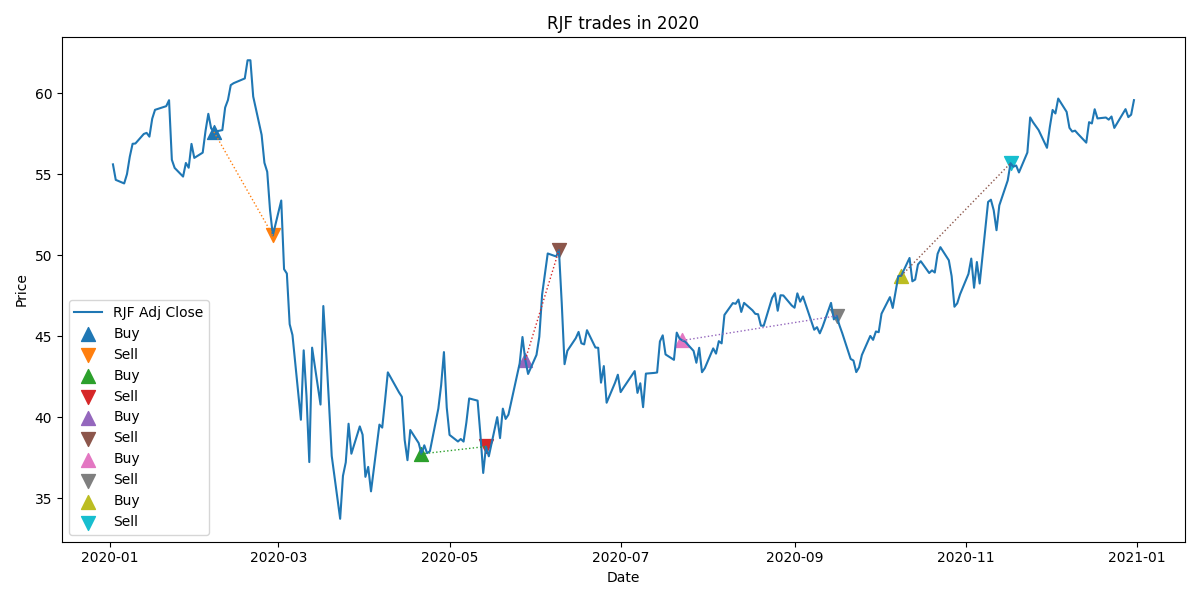 RJF trades in 2020
Price
60
55
50
45
40
35
RJF Adj Close
Buy
Sell
Buy
Sell
Buy
Sell
Buy
Sell
Buy
Sell
2020-01
2020-03
2020-05
2020-07
2020-09
2020-11
2021-01
Date